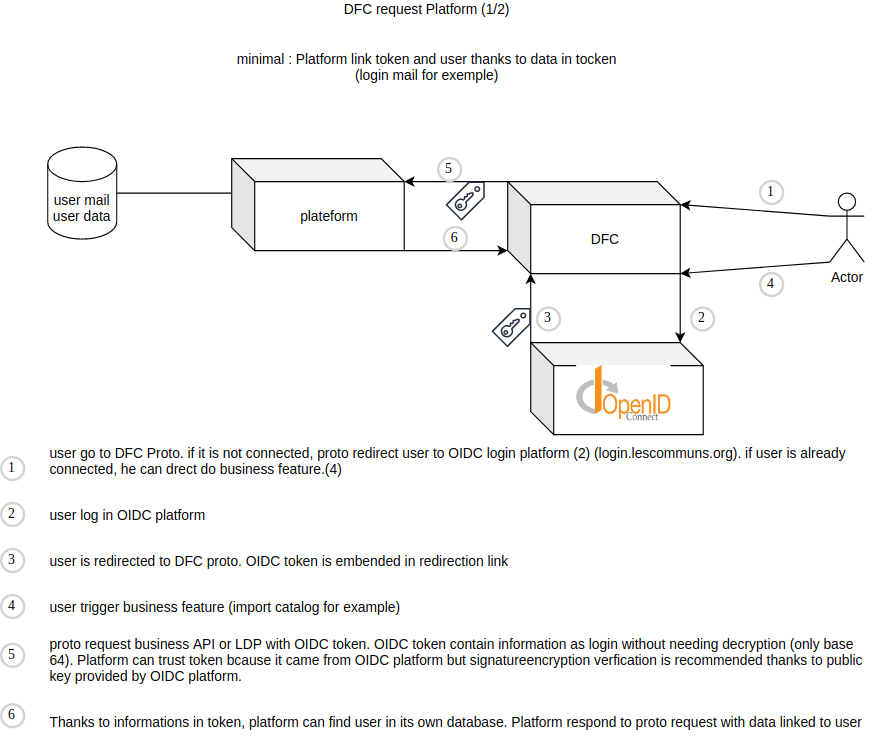 DFC request Platform (1/2)
minimal : Platform link token and user thanks to data in tocken
(login mail for exemple)
5
1
user mail
user data
plateform
6
DFC
Actor
4
3
2
OpenID
Connect
1
user go to DFC Proto. if it is not connected, proto redirect user to OIDC login platform (2) (login.lescommuns.org). if user is already
connected, he can drect do business feature.(4)
2
user log in OIDC platform
3
user is redirected to DFC proto. OIDC token is embended in redirection link
4
user trigger business feature (import catalog for example)
5
proto request business API or LDP with OIDC token. OIDC token contain information as login without needing decryption (only base
64). Platform can trust token bcause it came from OIDC platform but signatureencryption verfication is recommended thanks to public
key provided by OIDC platform.
6
Thanks to informations in token, platform can find user in its own database. Platform respond to proto request with data linked to user